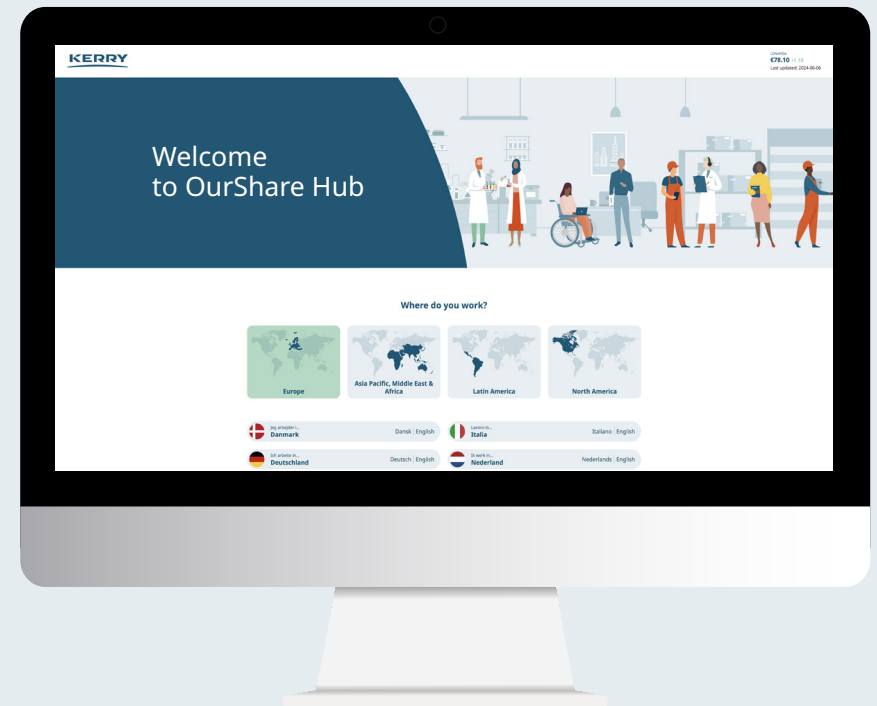 KERRY
€78.10 +1.10
Last updated: 2024-06-06
Welcome
to OurShare Hub
Where do you work?
Europe
Asia Pacific, Middle East &
Africa
Latin America
North America
Jeg arbejder i...
Danmark
Dansk | English
Lavoro in...
Italia
Italiano | English
Ich arbeite in...
Deutschland
Deutsch | English
Ik werk in...
Nederland
Nederlands | English